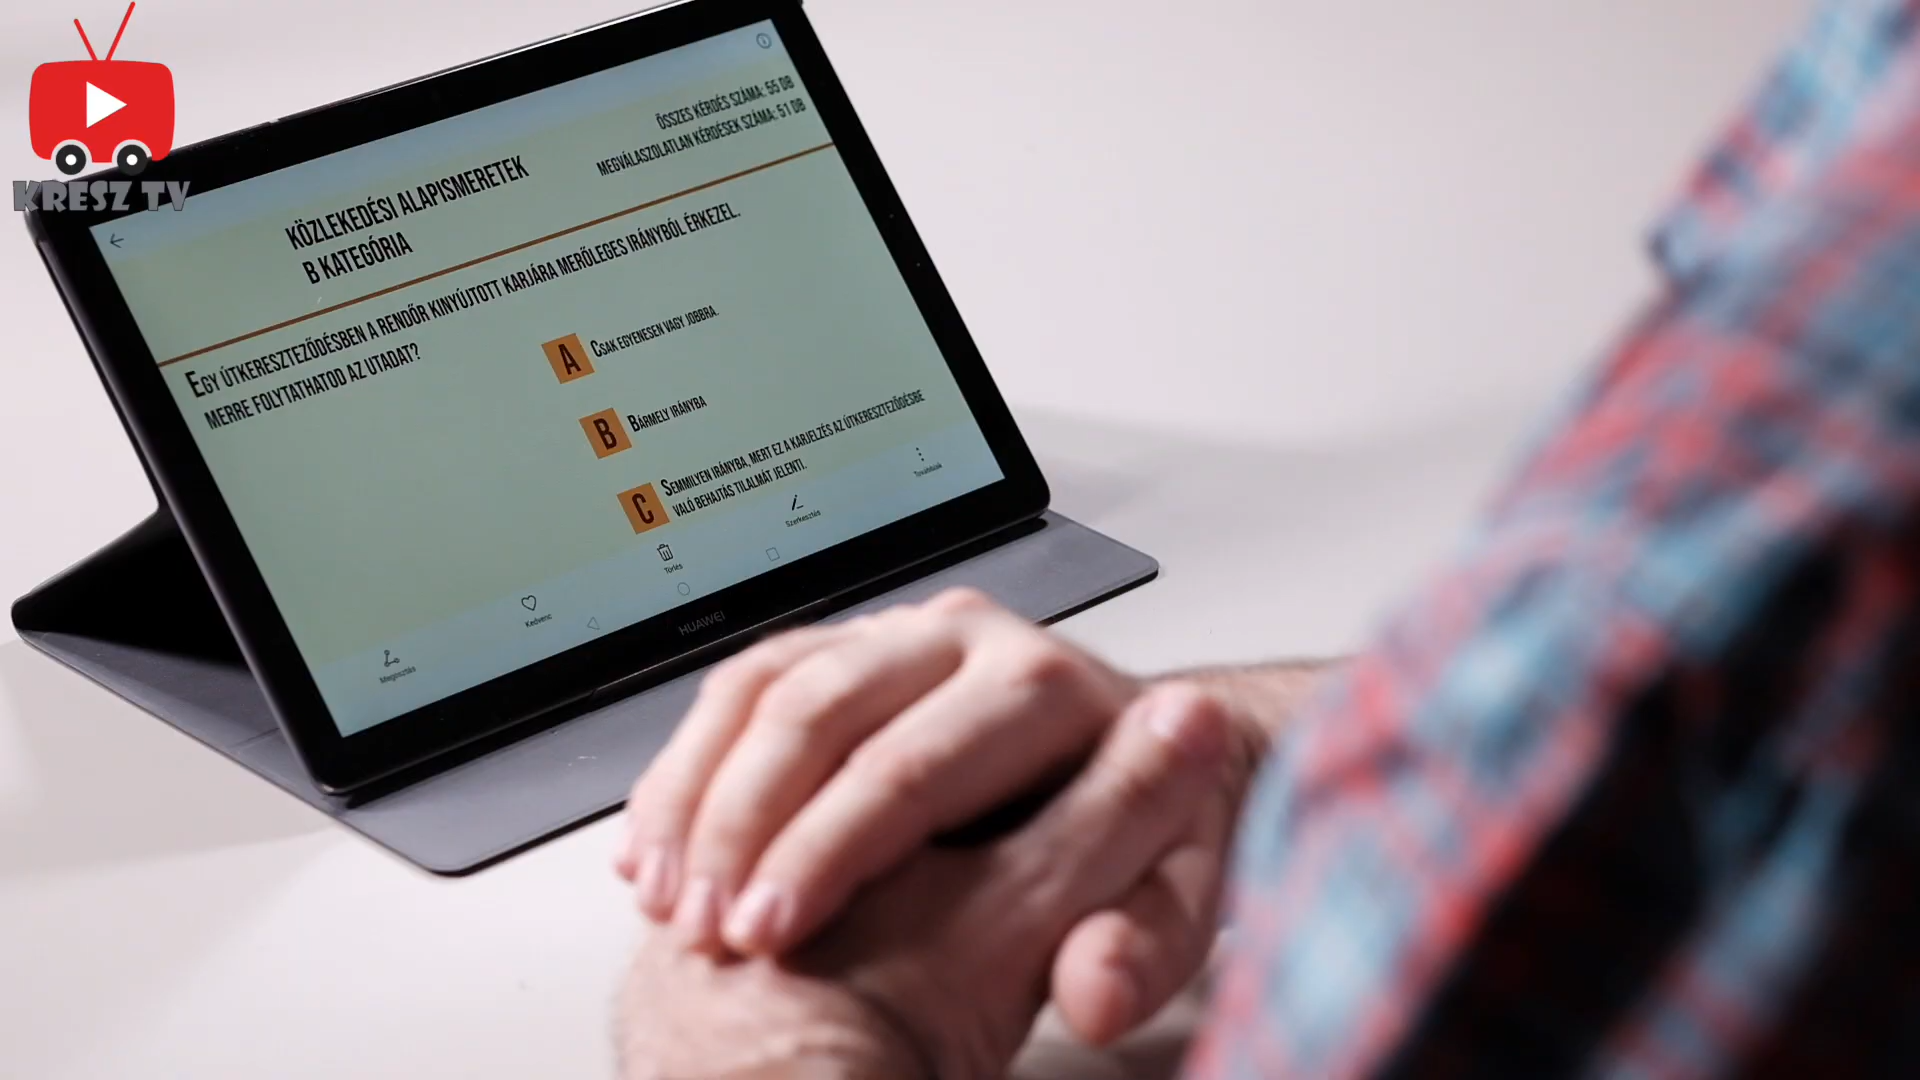 KRESZ TV
ÖSSZES KÉRDÉS SZÁMA: 55 DB
MEGVÁLASZOLATLAN KÉRDÉSEK SZÁMA: 51 DB
KÖZLEKEDÉSI ALAPISMERETEK
B KATEGÓRIA
EGY ÚTKERESZTEZŐDÉSBEN A RENDŐR KINYÚJTOTT KARJÁRA MERŐLEGES IRÁNYBÓL ÉRKEZEL.
MERRE FOLYTATHATOD AZ UTADAT?
A CSAK EGYENESEN VAGY JOBBRA.
B BÁRMELY IRÁNYBA
C SEMMILYEN IRÁNYBA, MERT EZ A KARJELZÉS AZ ÚTKERESZTEZŐDÉSBE
VALÓ BEHAJTÁS TILALMÁT JELENTI.
Megosztás
Kedvenc
Törlés
Szerkesztés
Továbbiak
HUAWEI